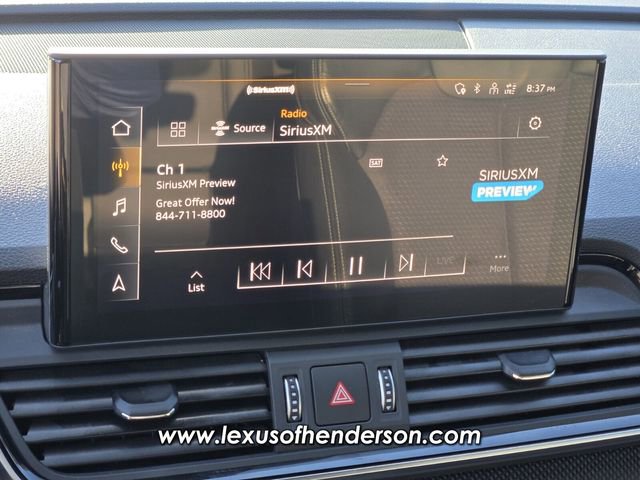 ((SiriusXM))
LTE
8:37 PM
Radio
Source
SiriusXM
Ch 1
SAT
SiriusXM Preview
Great Offer Now!
844-711-8800
SIRIUSXM
PREVIEW
List
LIVE
More
www.lexusofhenderson.com